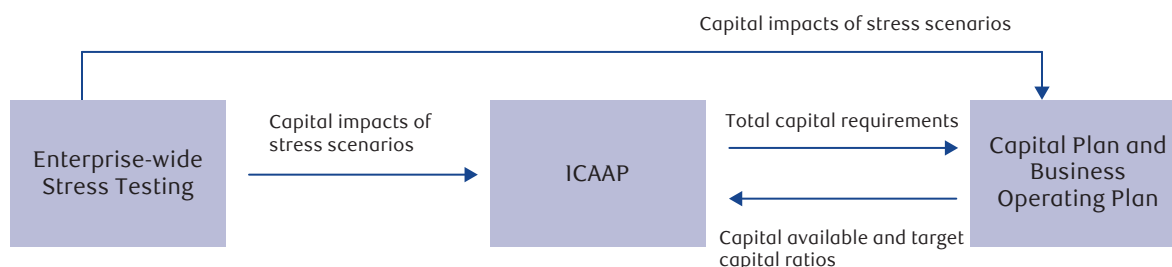 Capital impacts of stress scenarios
Enterprise-wide
Stress Testing
Capital impacts of
stress scenarios
ICAAP
Total capital requirements
Capital available and target
capital ratios
Capital Plan and
Business
Operating Plan